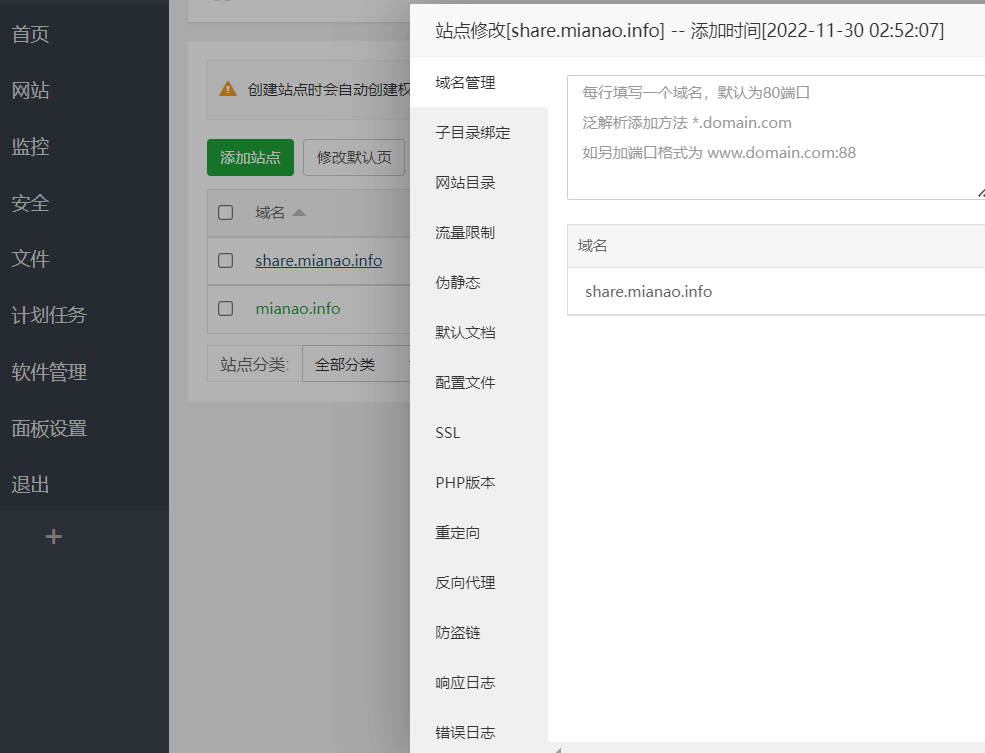 首页
网站
监控
安全
文件
计划任务
软件管理
面板设置
退出
创建站点时会自动创建权
添加站点
修改默认页
域名
share.mianao.info
mianao.info
站点分类:
全部分类
站点修改[share.mianao.info] -- 添加时间[2022-11-30 02:52:07]
域名管理
子目录绑定
网站目录
流量限制
伪静态
默认文档
配置文件
SSL
PHP版本
重定向
反向代理
防盗链
响应日志
错误日志
每行填写一个域名，默认为80端口
泛解析添加方法 *.domain.com
如另加端口格式为 www.domain.com:88
域名
share.mianao.info